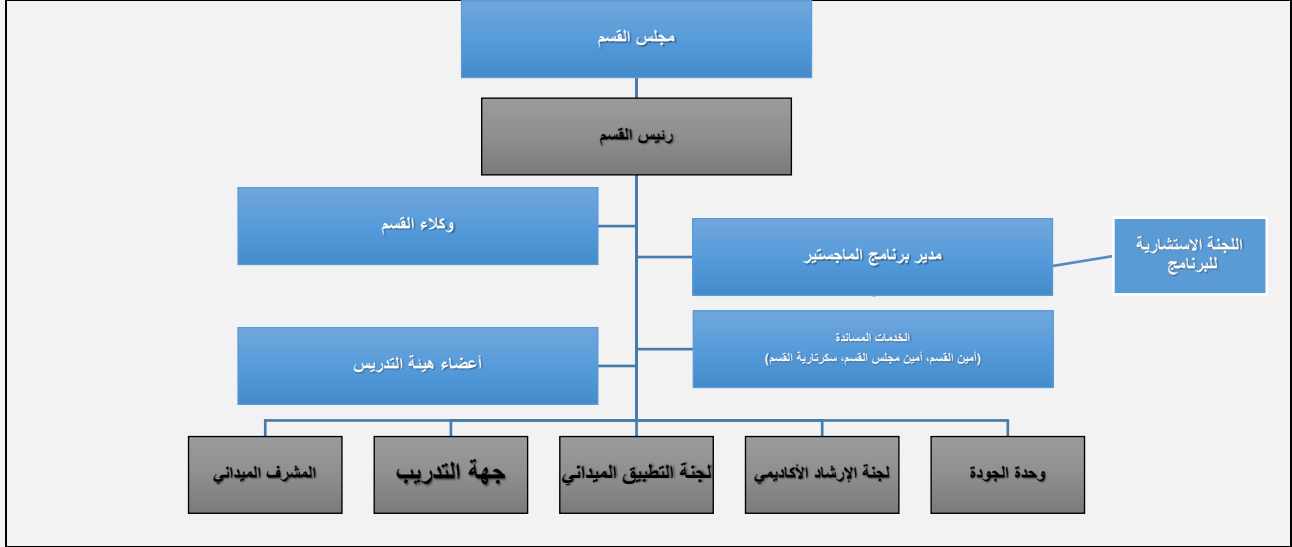 مجلس القسم
رئيس القسم
وكلاء القسم
مدير برنامج الماجستير
اللجنة الاستشارية
للبرنامج
الخدمات المساندة
(أمين القسم، أمين مجلس القسم، سكرتارية القسم)
أعضاء هيئة التدريس
وحدة الجودة
لجنة الإرشاد الأكاديمي
لجنة التطبيق الميداني
جهة التدريب
المشرف الميداني